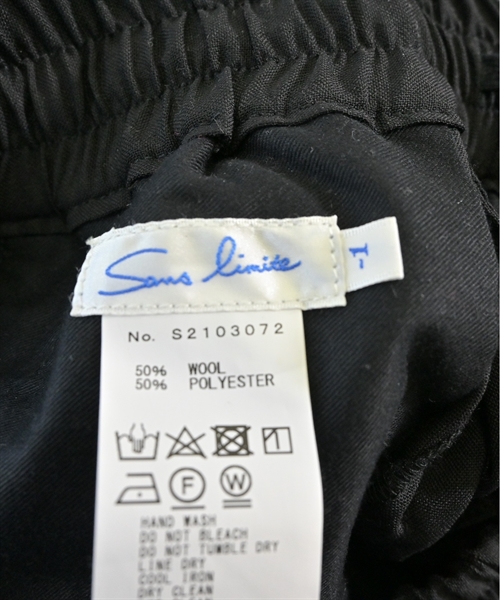 Sans limite
-1
No. S2103072
50% WOOL
50% POLYESTER
F
W
HAND WASH
DO NOT BLEACH
DO NOT TUMBLE DRY
LINE DRY
COOL IRON
DRY CLEAN